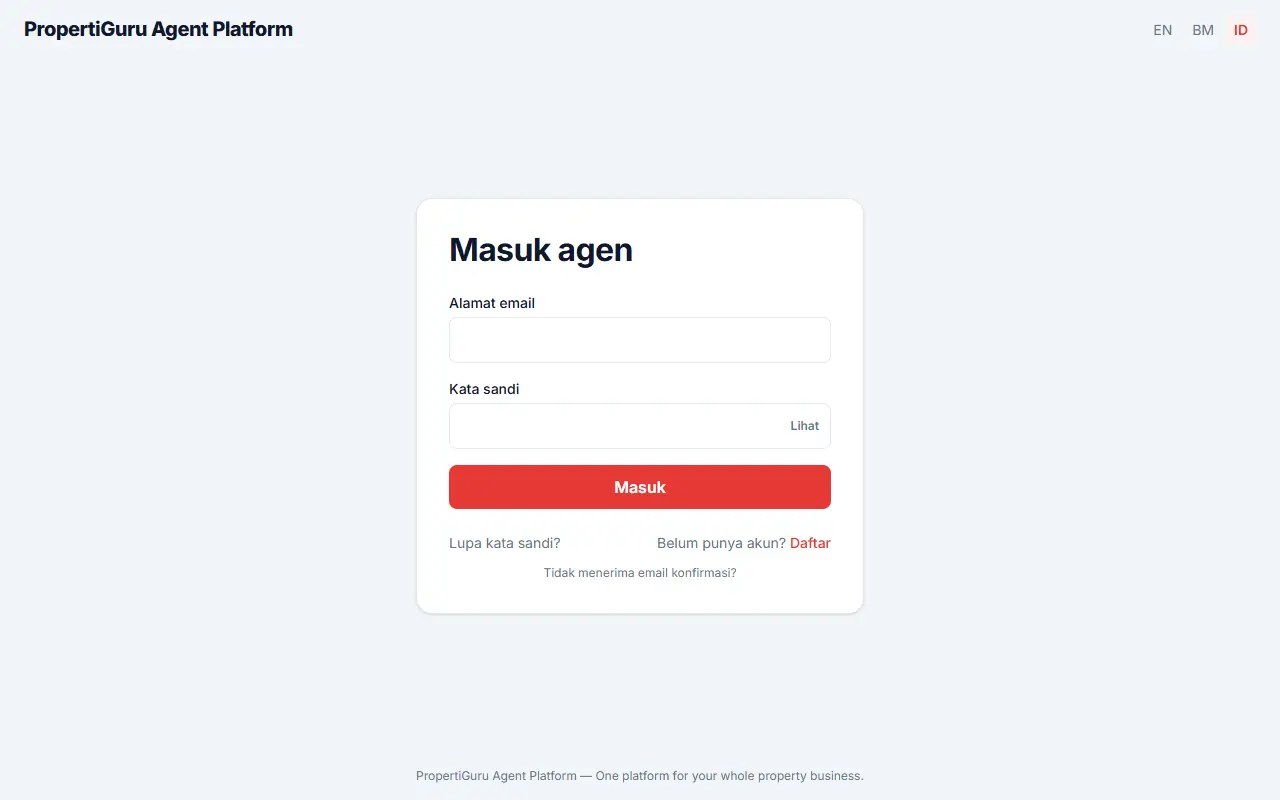 PropertiGuru Agent Platform
EN BM ID
Masuk agen
Alamat email
Kata sandi
Lihat
Masuk
Lupa kata sandi? Belum punya akun? Daftar
Tidak menerima email konfirmasi?
PropertiGuru Agent Platform — One platform for your whole property business.